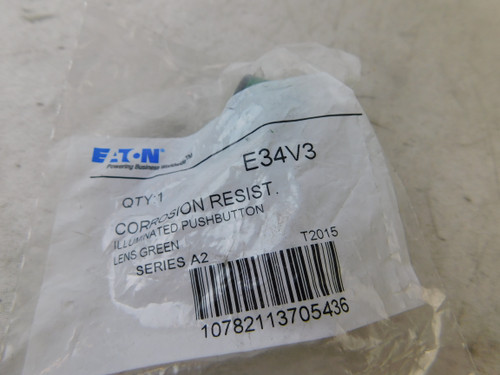 EATON
Powering Business Worldwide
E34V3
QTY:1
CORROSION RESIST.
ILLUMINATED PUSHBUTTON
LENS GREEN
SERIES A2
T2015
10782113705436